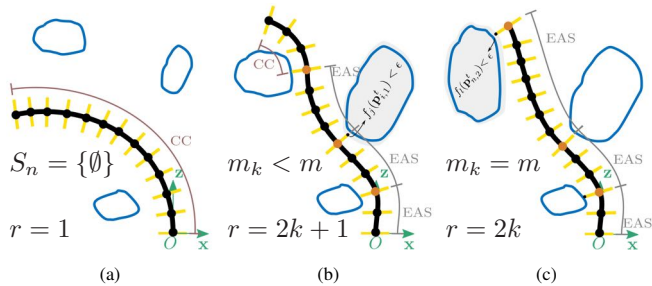 CC
S_n = {∅}
z
r = 1
O
x
(a)
CC
EAS
f_j(p^t_{i,1}) < ϵ
m_k < m
EAS
z
r = 2k + 1
EAS
O
x
(b)
EAS
f_j(p^t_{n,2}) < ϵ
m_k = m
EAS
z
r = 2k
EAS
O
x
(c)